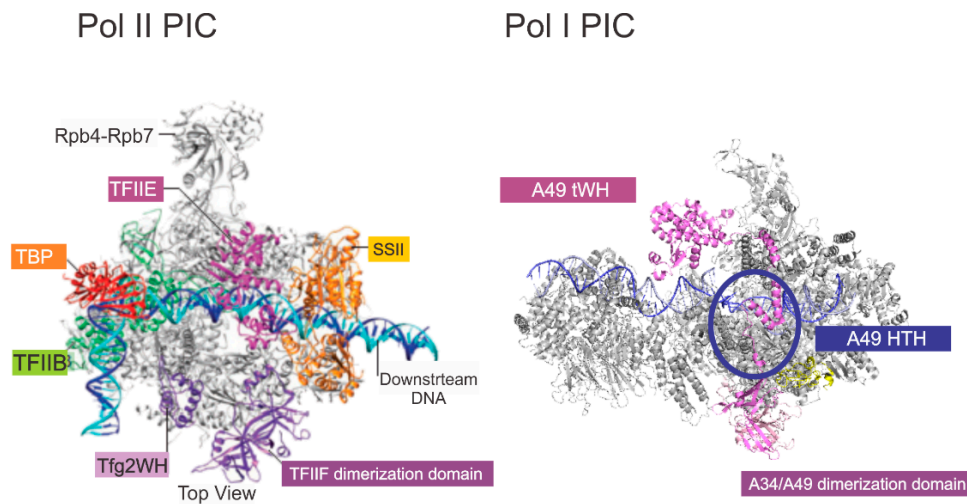 Pol II PIC
Pol I PIC
Rpb4-Rpb7
TFIIE
TBP
SSII
TFIIB
Downstrteam
DNA
Tfg2WH
TFIIF dimerization domain
Top View
A49 tWH
A49 HTH
A34/A49 dimerization domain